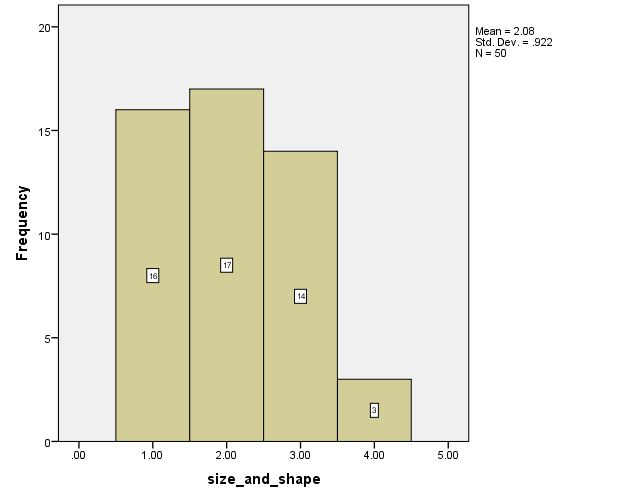 20
15
10
5
0
Frequency
16
17
14
3
.00 1.00 2.00 3.00 4.00 5.00
size_and_shape
Mean = 2.08
Std. Dev. = .922
N = 50